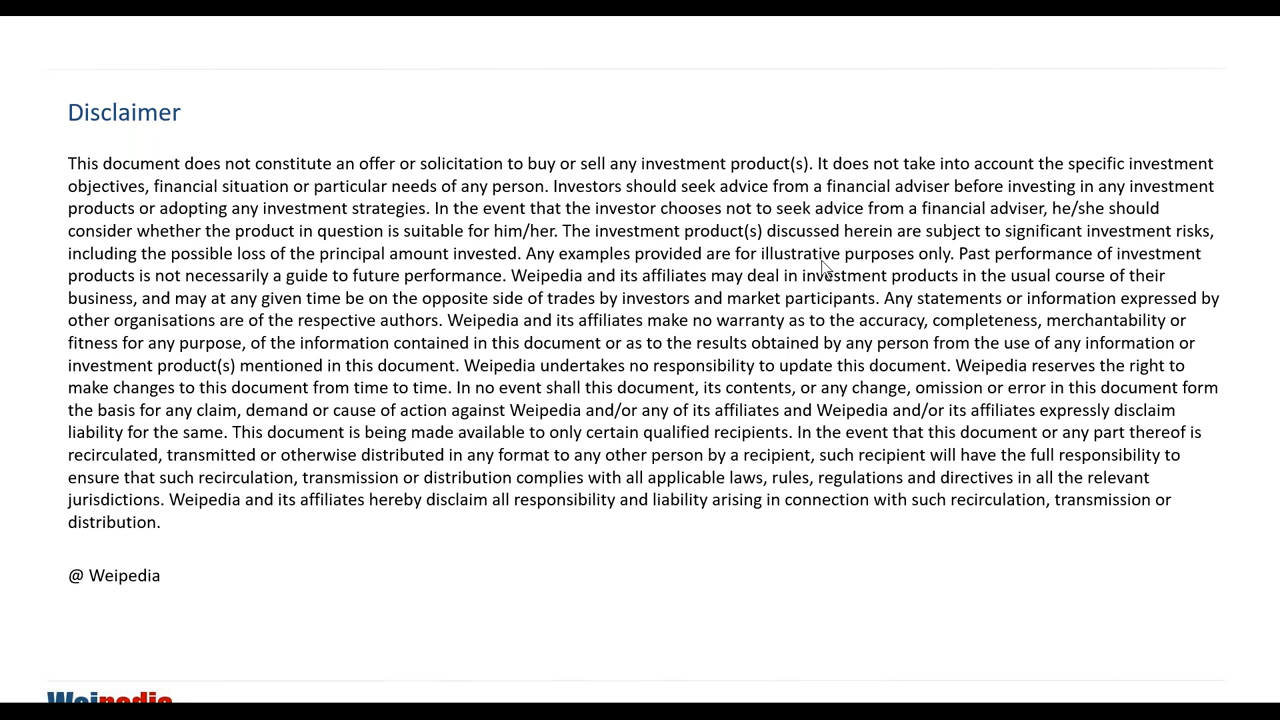 Disclaimer
This document does not constitute an offer or solicitation to buy or sell any investment product(s). It does not take into account the specific investment
objectives, financial situation or particular needs of any person. Investors should seek advice from a financial adviser before investing in any investment
products or adopting any investment strategies. In the event that the investor chooses not to seek advice from a financial adviser, he/she should
consider whether the product in question is suitable for him/her. The investment product(s) discussed herein are subject to significant investment risks,
including the possible loss of the principal amount invested. Any examples provided are for illustrative purposes only. Past performance of investment
products is not necessarily a guide to future performance. Weipedia and its affiliates may deal in investment products in the usual course of their
business, and may at any given time be on the opposite side of trades by investors and market participants. Any statements or information expressed by
other organisations are of the respective authors. Weipedia and its affiliates make no warranty as to the accuracy, completeness, merchantability or
fitness for any purpose, of the information contained in this document or as to the results obtained by any person from the use of any information or
investment product(s) mentioned in this document. Weipedia undertakes no responsibility to update this document. Weipedia reserves the right to
make changes to this document from time to time. In no event shall this document, its contents, or any change, omission or error in this document form
the basis for any claim, demand or cause of action against Weipedia and/or any of its affiliates and Weipedia and/or its affiliates expressly disclaim
liability for the same. This document is being made available to only certain qualified recipients. In the event that this document or any part thereof is
recirculated, transmitted or otherwise distributed in any format to any other person by a recipient, such recipient will have the full responsibility to
ensure that such recirculation, transmission or distribution complies with all applicable laws, rules, regulations and directives in all the relevant
jurisdictions. Weipedia and its affiliates hereby disclaim all responsibility and liability arising in connection with such recirculation, transmission or
distribution.
@ Weipedia
Weipedia